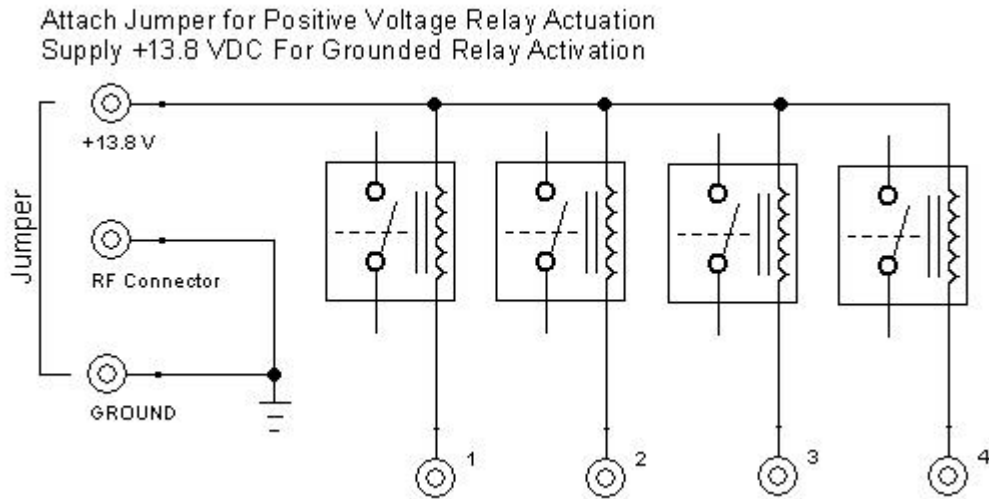 Attach Jumper for Positive Voltage Relay Actuation
Supply +13.8 VDC For Grounded Relay Activation
+13.8 V
Jumper
RF Connector
GROUND
1
2
3
4